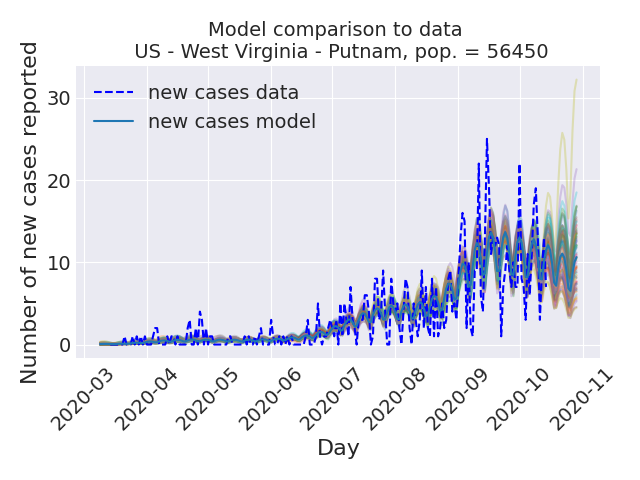 Model comparison to data
US - West Virginia - Putnam, pop. = 56450
Number of new cases reported
30
20
10
0
new cases data
new cases model
2020-03
2020-04
2020-05
2020-06
2020-07
2020-08
2020-09
2020-10
2020-11
Day